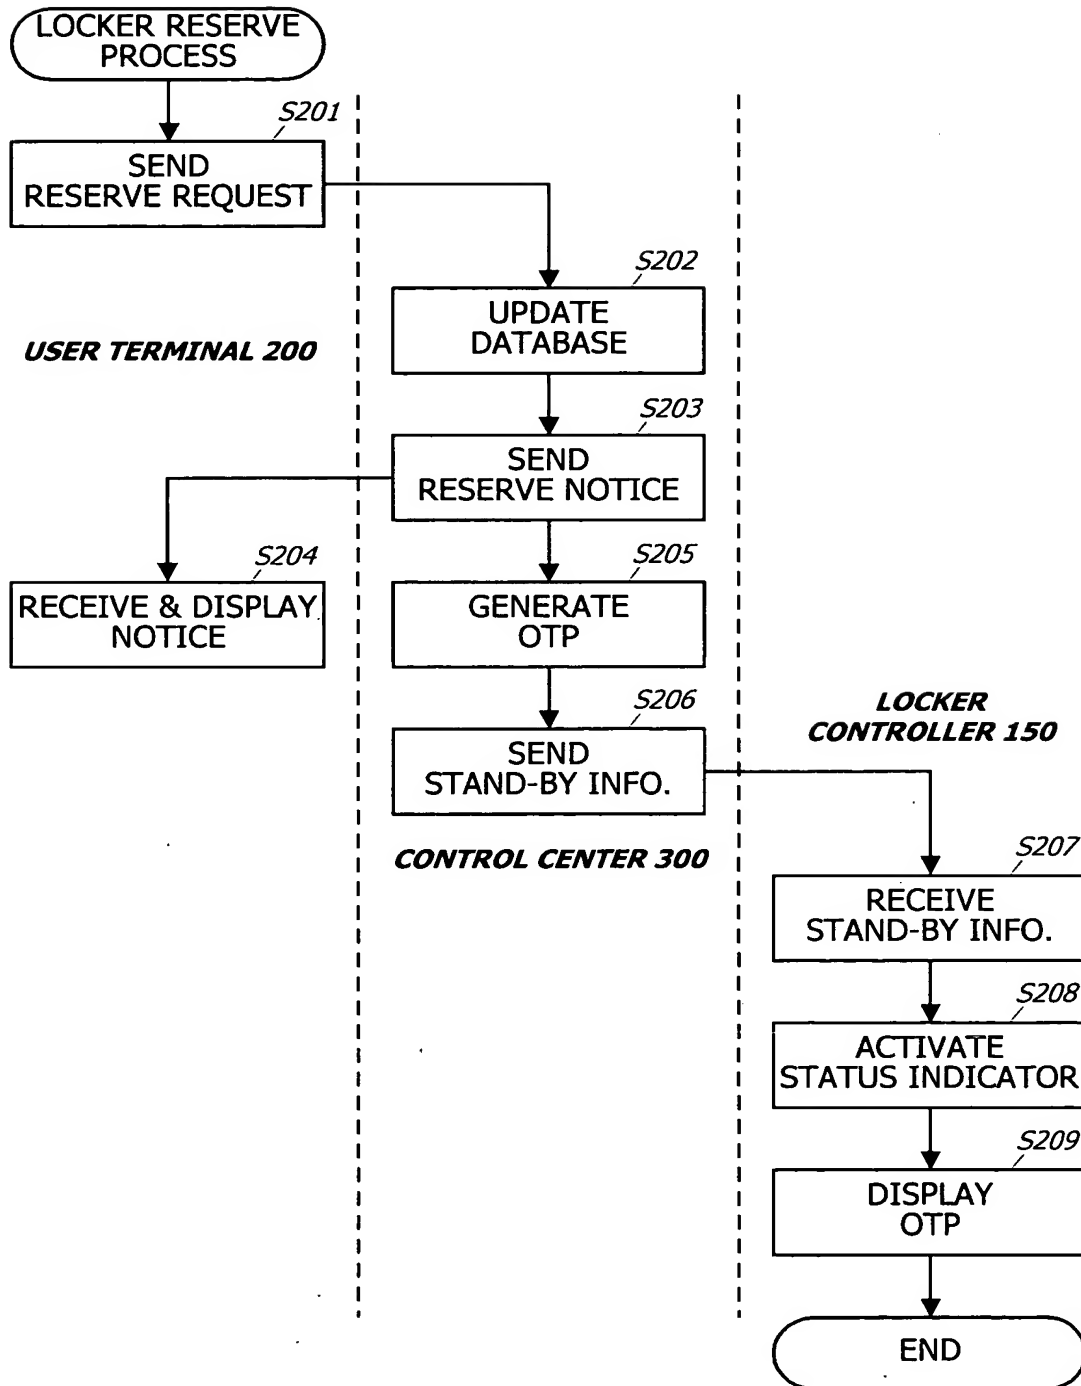 LOCKER RESERVE
PROCESS
S201
SEND
RESERVE REQUEST
S202
UPDATE
DATABASE
USER TERMINAL 200
S203
SEND
RESERVE NOTICE
S204
RECEIVE & DISPLAY
NOTICE
S205
GENERATE
OTP
S206
SEND
STAND-BY INFO.
LOCKER
CONTROLLER 150
CONTROL CENTER 300
S207
RECEIVE
STAND-BY INFO.
S208
ACTIVATE
STATUS INDICATOR
S209
DISPLAY
OTP
END